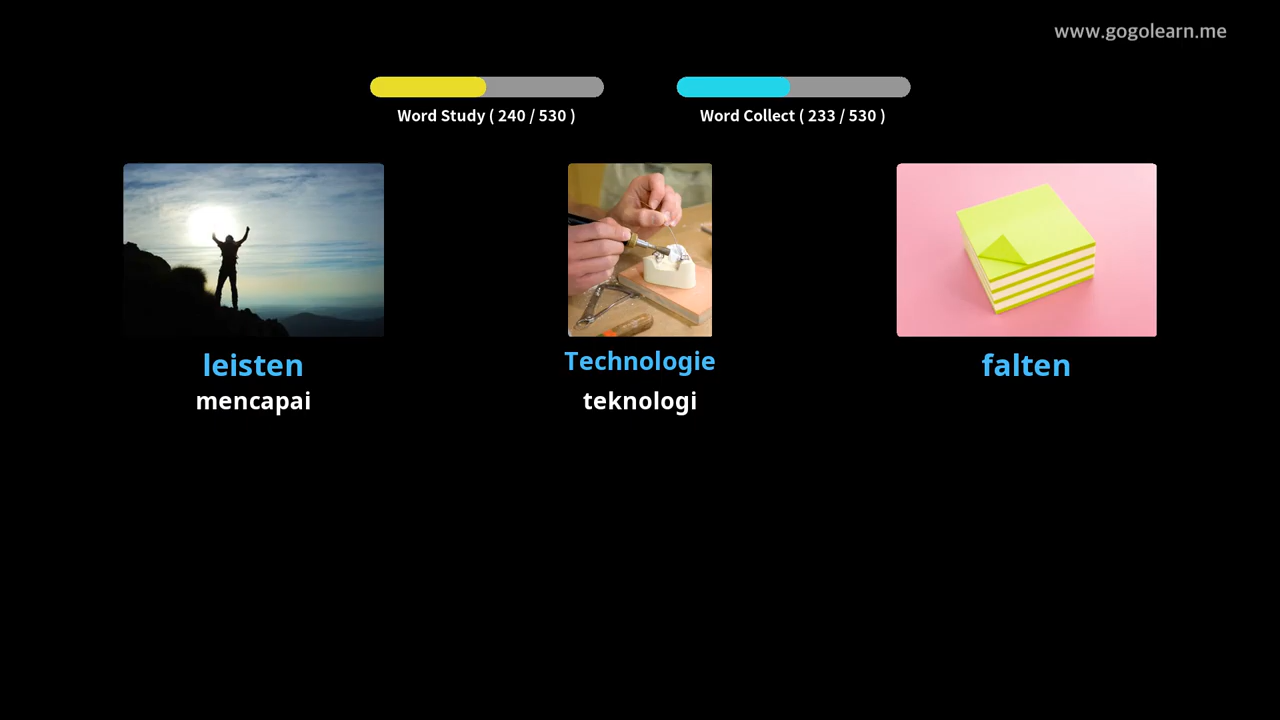 www.gogolearn.me
Word Study ( 240 / 530 )
Word Collect ( 233 / 530 )
leisten
mencapai
Technologie
teknologi
falten